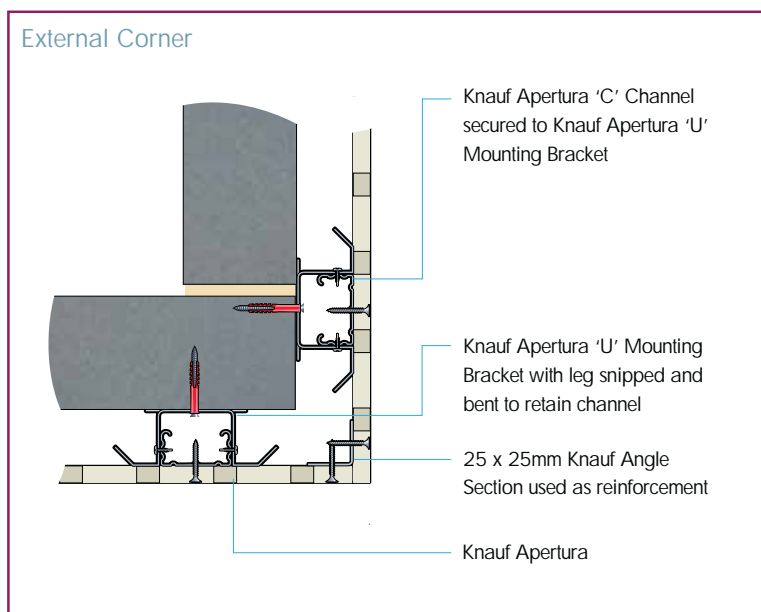 External Corner
Knauf Apertura ‘C’ Channel
secured to Knauf Apertura ‘U’
Mounting Bracket
Knauf Apertura ‘U’ Mounting
Bracket with leg snipped and
bent to retain channel
25 x 25mm Knauf Angle
Section used as reinforcement
Knauf Apertura